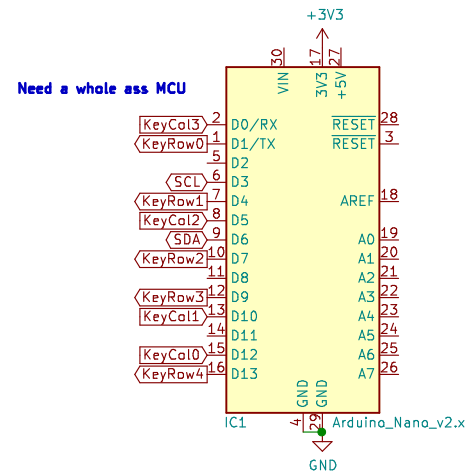 +3V3
30 17 27
VIN 3V3 +5V
Need a whole ass MCU
KeyCol3 2 D0/RX RESET 28
KeyRow0 1 D1/TX RESET 3
5 D2
SCL 6 D3
KeyRow1 7 D4 AREF 18
KeyCol2 8 D5
SDA 9 D6 A0 19
KeyRow2 10 D7 A1 20
11 D8 A2 21
KeyRow3 12 D9 A3 22
KeyCol1 13 D10 A4 23
14 D11 A5 24
KeyCol0 15 D12 A6 25
KeyRow4 16 D13 A7 26
GND GND
4 29
IC1 Arduino_Nano_v2.x
GND